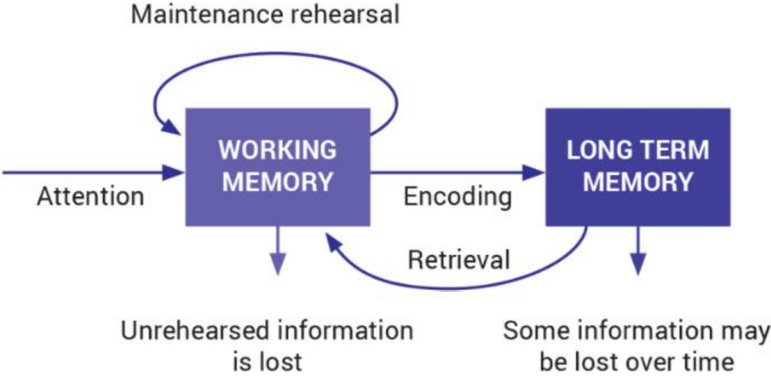 Maintenance rehearsal
WORKING
MEMORY
LONG TERM
MEMORY
Attention
Encoding
Retrieval
Unrehearsed information
is lost
Some information may
be lost over time